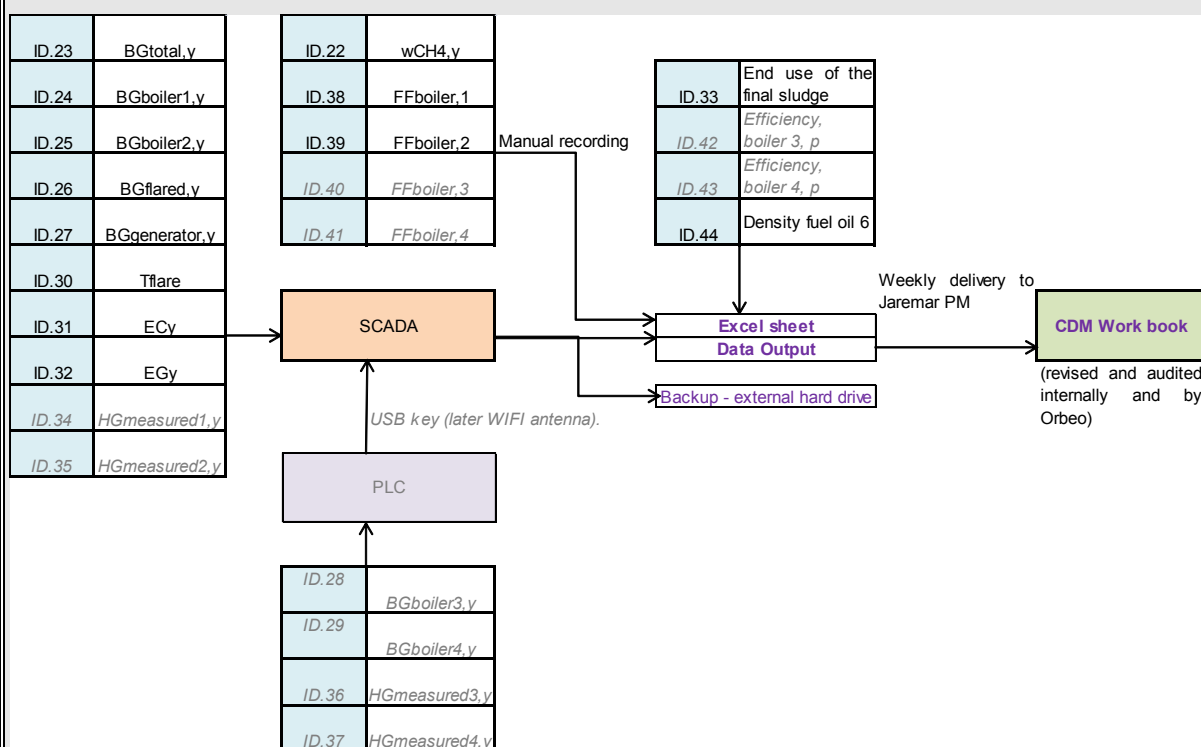 ID.23 BGtotal,y
ID.24 BGboiler1,y
ID.25 BGboiler2,y
ID.26 BGflared,y
ID.27 BGgenerator,y
ID.30 Tflare
ID.31 ECy
ID.32 EGy
ID.34 HGmeasured1,y
ID.35 HGmeasured2,y
ID.22 wCH4,y
ID.38 FFboiler,1
ID.39 FFboiler,2
ID.40 FFboiler,3
ID.41 FFboiler,4
Manual recording
End use of the
ID.33 final sludge
Efficiency,
ID.42 boiler 3, p
Efficiency,
ID.43 boiler 4, p
Density fuel oil 6
ID.44
SCADA
Excel sheet
Data Output
Backup - external hard drive
Weekly delivery to
Jaremar PM
CDM Work book
(revised and audited
internally and by
Orbeo)
USB key (later WIFI antenna).
PLC
ID.28
BGboiler3,y
ID.29
BGboiler4,y
ID.36 HGmeasured3,y
ID.37 HGmeasured4,y